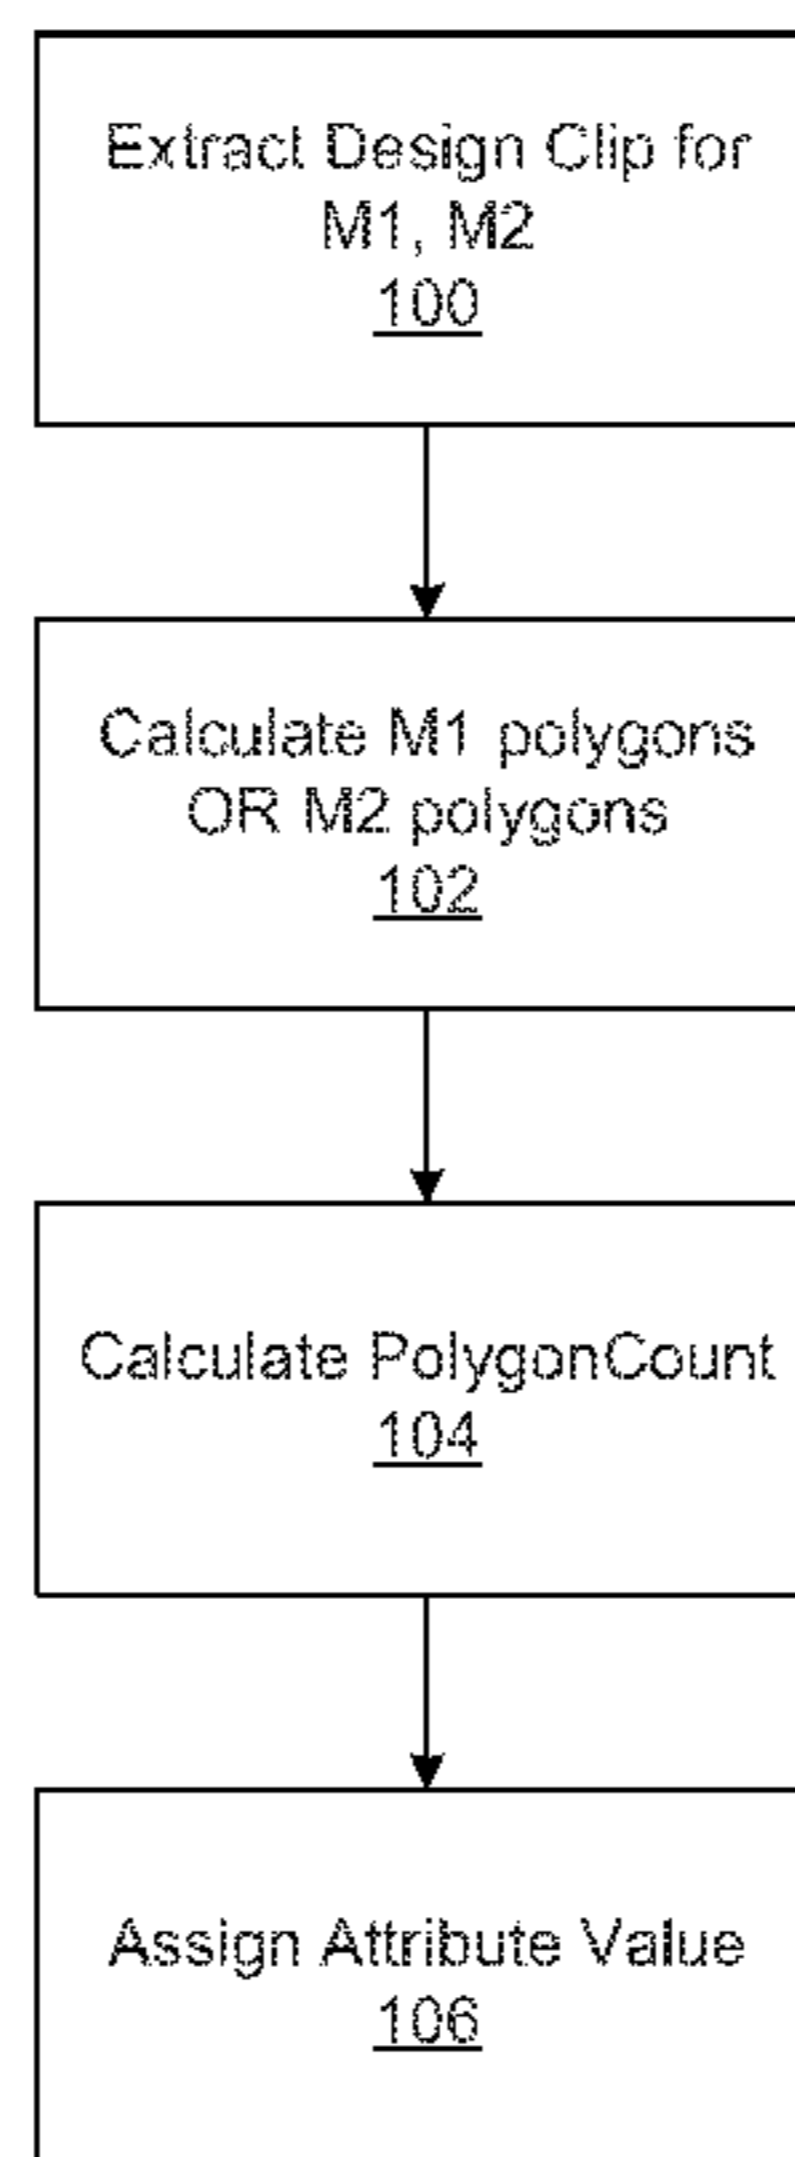 Extract Design Clip for
M1, M2
100
Calculate M1 polygons
OR M2 polygons
102
Calculate PolygonCount
104
Assign Attribute Value
106